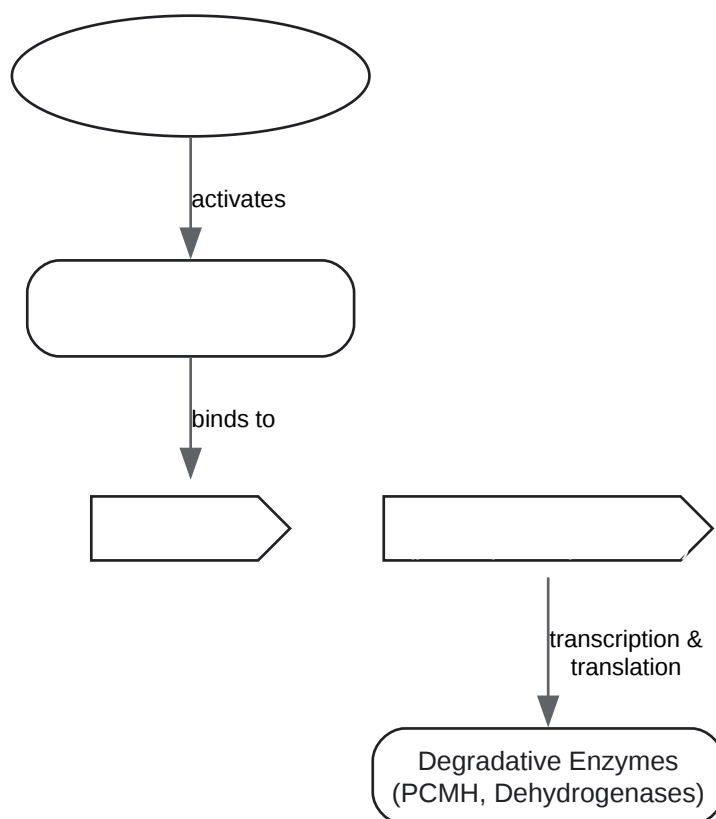 activates
binds to
transcription &
translation
Degradative Enzymes
(PCMH, Dehydrogenases)